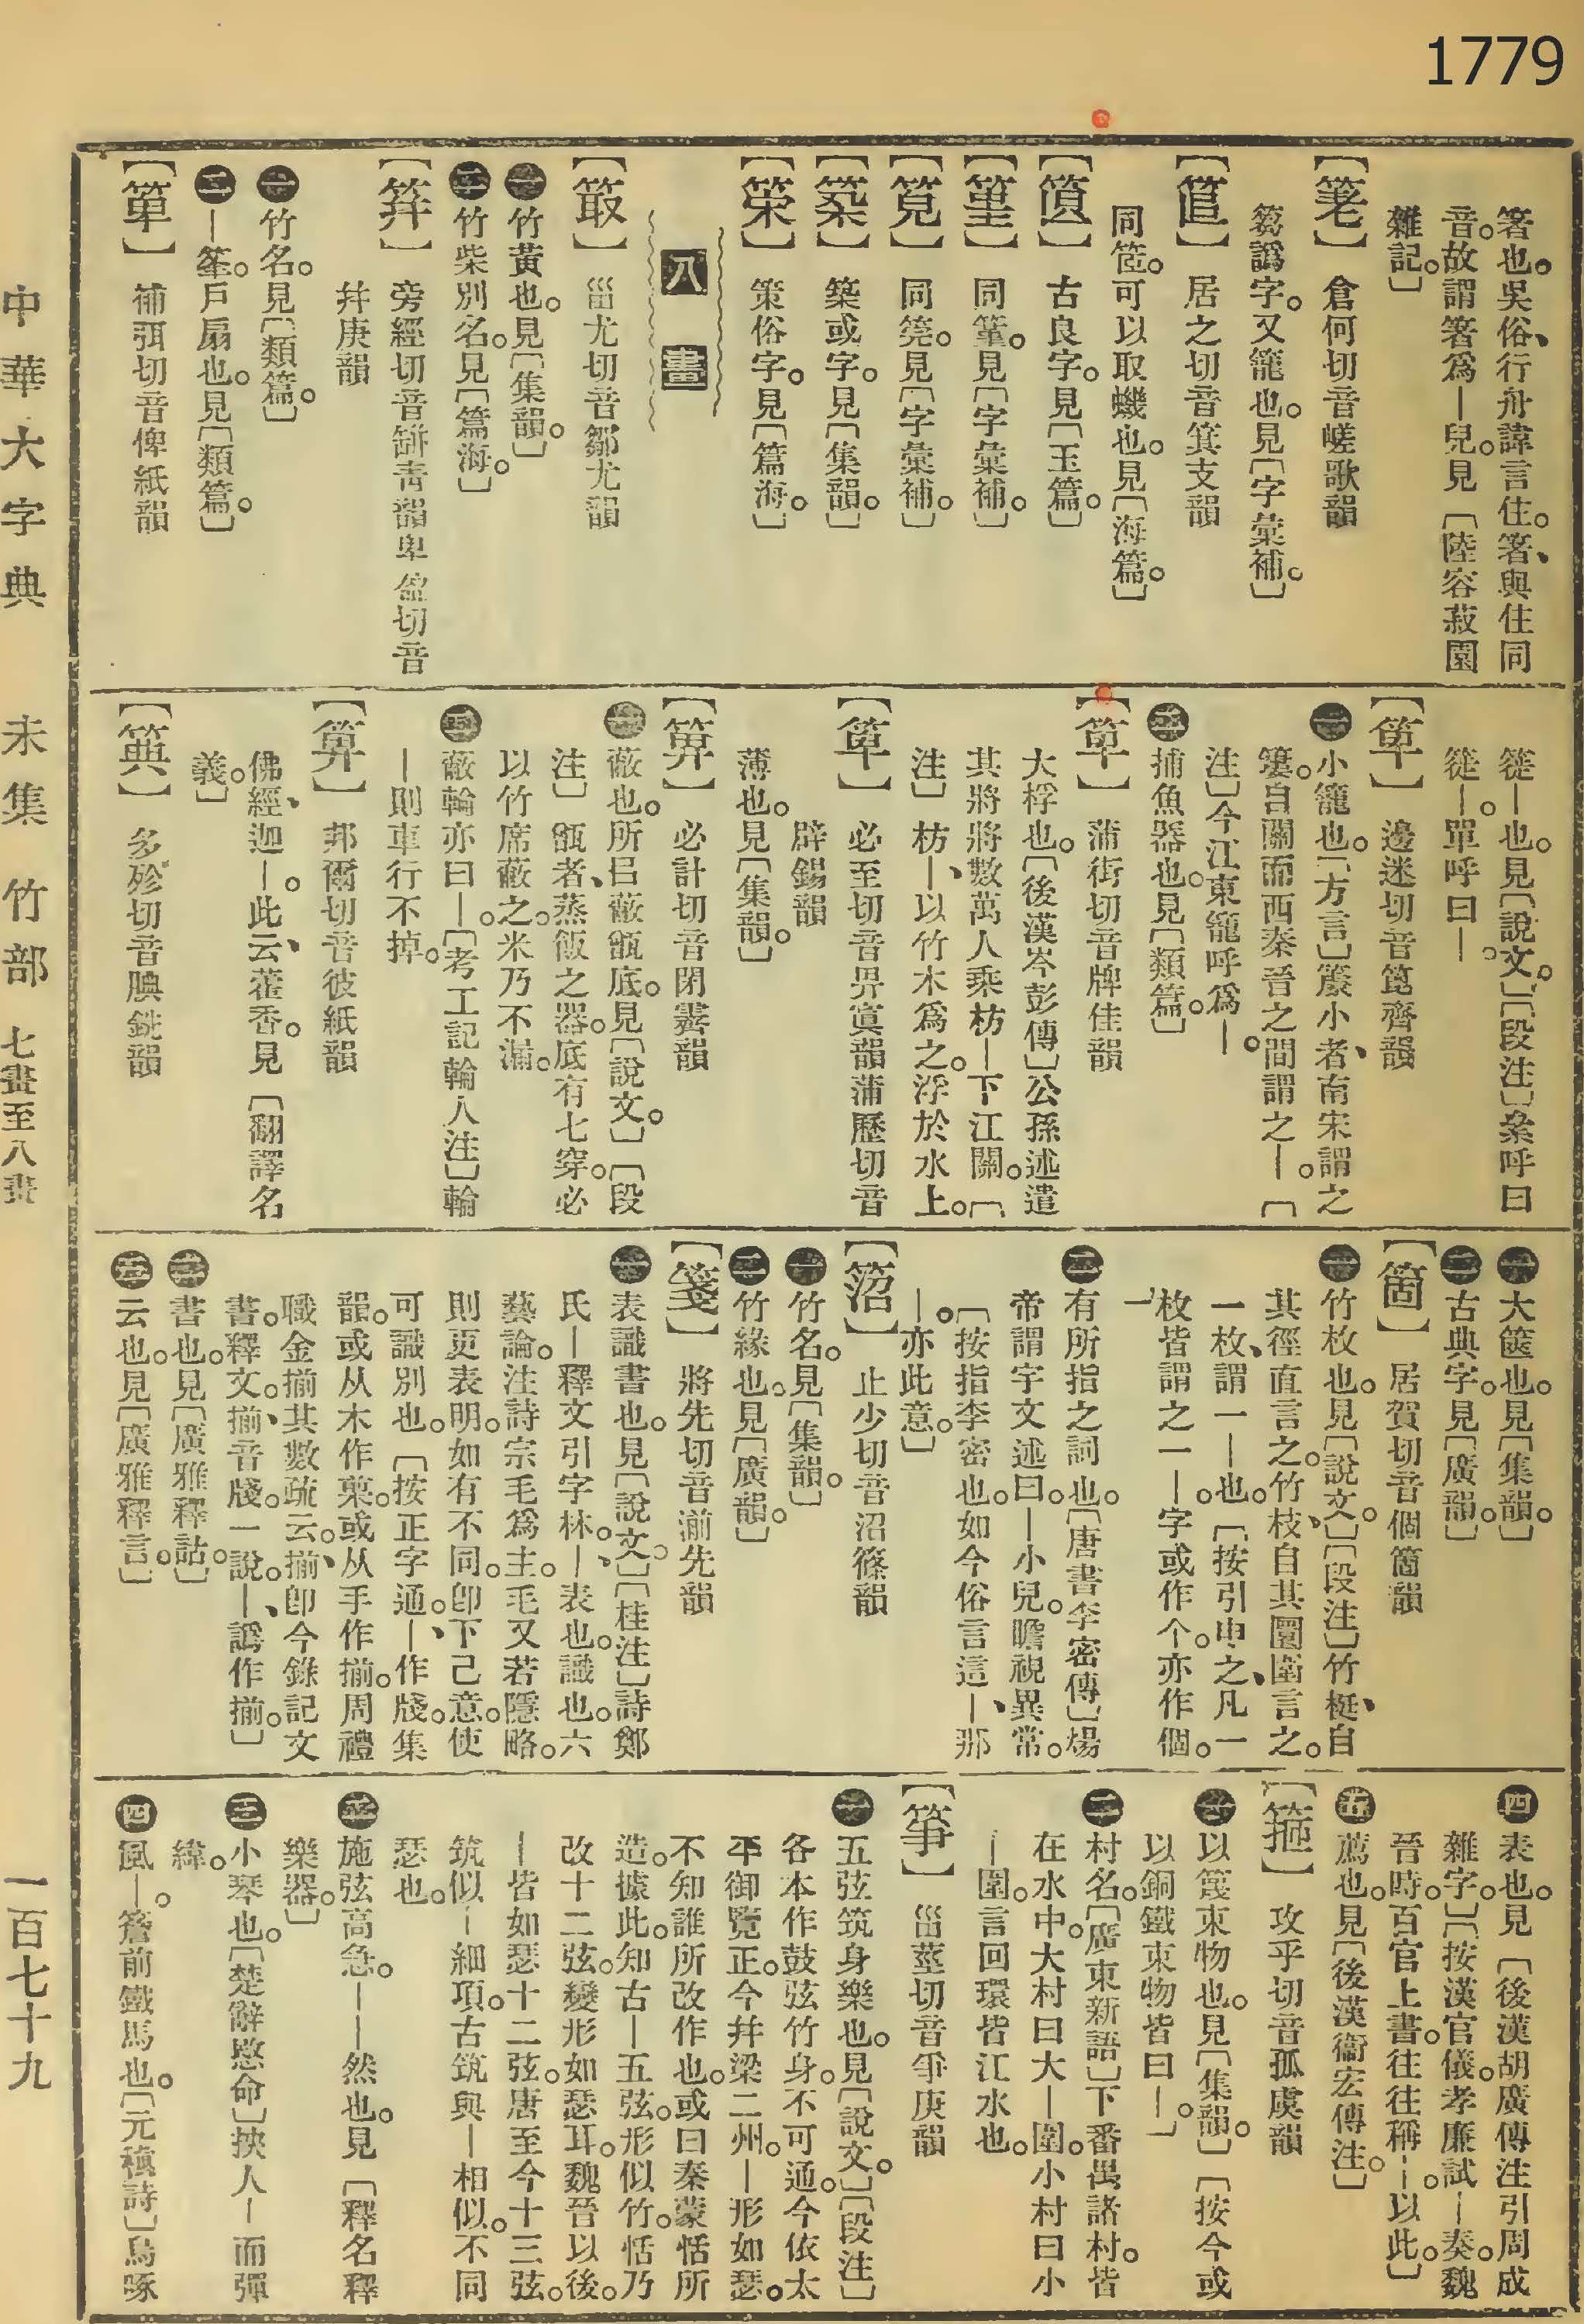 1779
箸也。吳俗、行舟諱言住。箸、與住同
音。故謂箸爲—兒。見〔陸容菽園
雜記。〕
【䇪】倉何切音嵯歌韻
䈉譌字。又籠也。見〔字彙補。〕
居之切音箕支韻
同筐。可以取蟣也。見〔海篇。〕
古良字。見〔玉篇。〕
同䈽。見〔字彙補。〕
【筧】同筦。見〔字彙補。〕
築或字。見〔集韻。〕
策俗字。見〔篇海。〕
八畫
【箃】甾尤切音鄒尤韻
㊀竹黃也。見〔集韻。〕
㊁竹柴別名。見〔篇海。〕
【箳】旁經切音缾靑韻卑盈切音
幷庚韻
㊀竹名。見〔類篇。〕
㊁—篂。戶扇也。見〔類篇。〕
【箄】補弭切音俾紙韻
簁—也。見〔說文。〕〔段注〕絫呼曰
簁—。單呼曰—。
【箄】邊迷切音篦齊韻
㊀小籠也。〔方言〕籅小者、南宋謂之
簍。自關而西秦晉之間謂之—。〔
注〕今江東籠呼爲—。
㊁捕魚器也。見〔類篇。〕
【箄】蒲街切音牌佳韻
大桴也。〔後漢岑彭傳〕公孫述遣
其將將數萬人乘枋—下江關。〔
注〕枋—、以竹木爲之。浮於水上。
【箄】必至切音畀寘韻蒲歷切音
辟錫韻
薄也。見〔集韻。〕
【箅】必計切音閉霽韻
㊀蔽也。所㠯蔽甑底。見〔說文。〕〔段
注〕甑者、蒸飯之器。底有七穿。必
以竹席蔽之。米乃不漏。
㊁蔽輪亦曰—。〔考工記輪人注〕輪
—則車行不掉。
【箅】邦爾切音彼紙韻
佛經、迦—。此云、藿香。見〔翻譯名
義。〕
【箲】多殄切音腆銑韻
㊀大篋也。見〔集韻。〕
㊁古典字。見〔廣韻。〕
【箇】居賀切音個箇韻
㊀竹枚也。見〔說文。〕〔段注〕竹梃、自
其徑直言之。竹枝、自其圜圍言之。
一枚、謂一—也。〔按引申之、凡一
枚皆謂之一—。字或作个。亦作個。
〕
㊁有所指之詞也。〔唐書李密傳〕煬
帝謂宇文述曰。—小兒。瞻視異常。
〔按指李密也。如今俗言這—、那
—。亦此意。〕
【㸛】止少切音沼篠韻
㊀竹名。見〔集韻。〕
㊁竹緣也。見〔廣韻。〕
【箋】將先切音湔先韻
㊀表識書也。見〔說文。〕〔桂注〕詩鄭
氏—釋文引字林。—、表也。識也。六
藝論。注詩宗毛爲主。毛又若隱略。
則更表明。如有不同。卽下己意。使
可識別也。〔按正字通。—、作牋。集
韻。或从木作㮍。或从手作揃。周禮
職金揃其數疏云。揃、卽今錄記文
書。釋文。揃、音牋。一說。—、譌作揃。〕
㊁書也。見〔廣雅釋詁。〕
㊂云也。見〔廣雅釋言。〕
㊃表也。見〔後漢胡廣傳注引周成
雜字。〕〔按漢官儀。孝廉試—奏。魏
晉時。百官上書。往往稱—。以此。〕
㊄薦也。見〔後漢衞宏傳注。〕
【箍】攻乎切音孤虞韻
㊀以篾束物也。見〔集韻。〕〔按今或
以銅鐵束物皆曰—。〕
㊁村名。〔廣東新語〕下番禺諸村。皆
在水中。大村曰大—圍。小村曰小
—圍。言回環皆江水也。
【箏】甾莖切音爭庚韻
㊀五弦筑身樂也。見〔說文。〕〔段注〕
各本作鼓弦竹身。不可通。今依太
平御覽正。今幷梁二州。—形如瑟。
不知誰所改作也。或曰秦蒙恬所
造。據此。知古—五弦。形似竹。恬乃
改十二弦。變形如瑟耳。魏晉以後。
—皆如瑟十二弦。唐至今十三弦。
筑似—細項。古筑與—相似。不同
瑟也。
㊁施弦高急。——然也。見〔釋名釋
樂器。〕
㊂小琴也。〔楚辭愍命〕挾人—而彈
緯。
㊃風—。簷前鐵馬也。〔元稹詩〕烏啄
中華大字典　未集　竹部　七畫至八畫　一百七十九